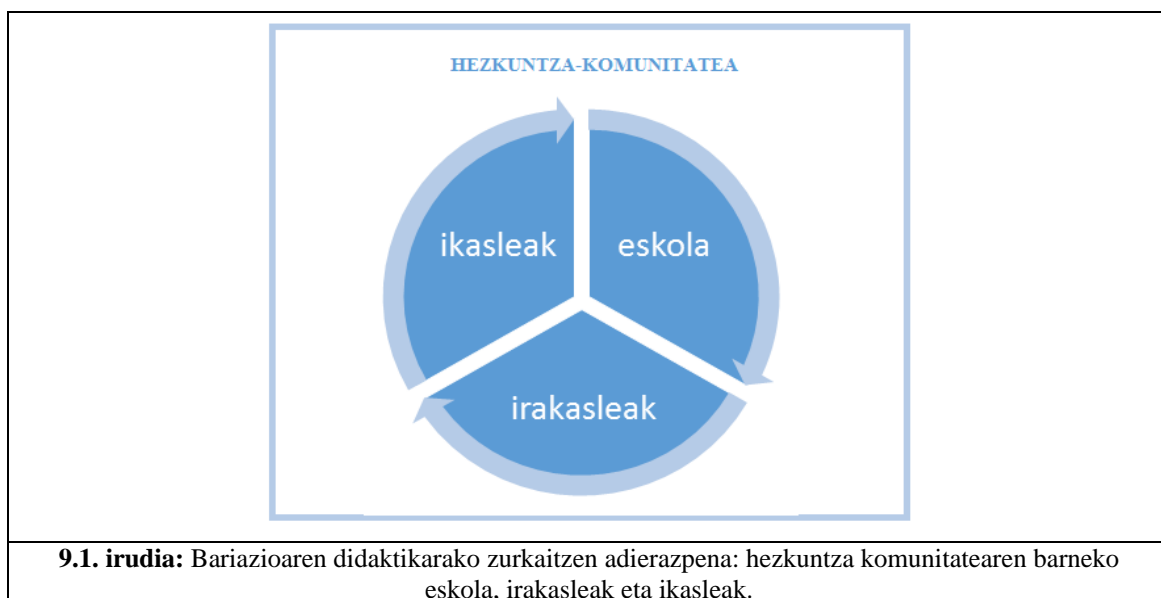 HEZKUNTZA-KOMUNITATEA
ikasleak
eskola
irakasleak
9.1. irudia: Bariazioaren didaktikarako zurkaitzen adierazpena: hezkuntza komunitatearen barneko
eskola, irakasleak eta ikasleak.